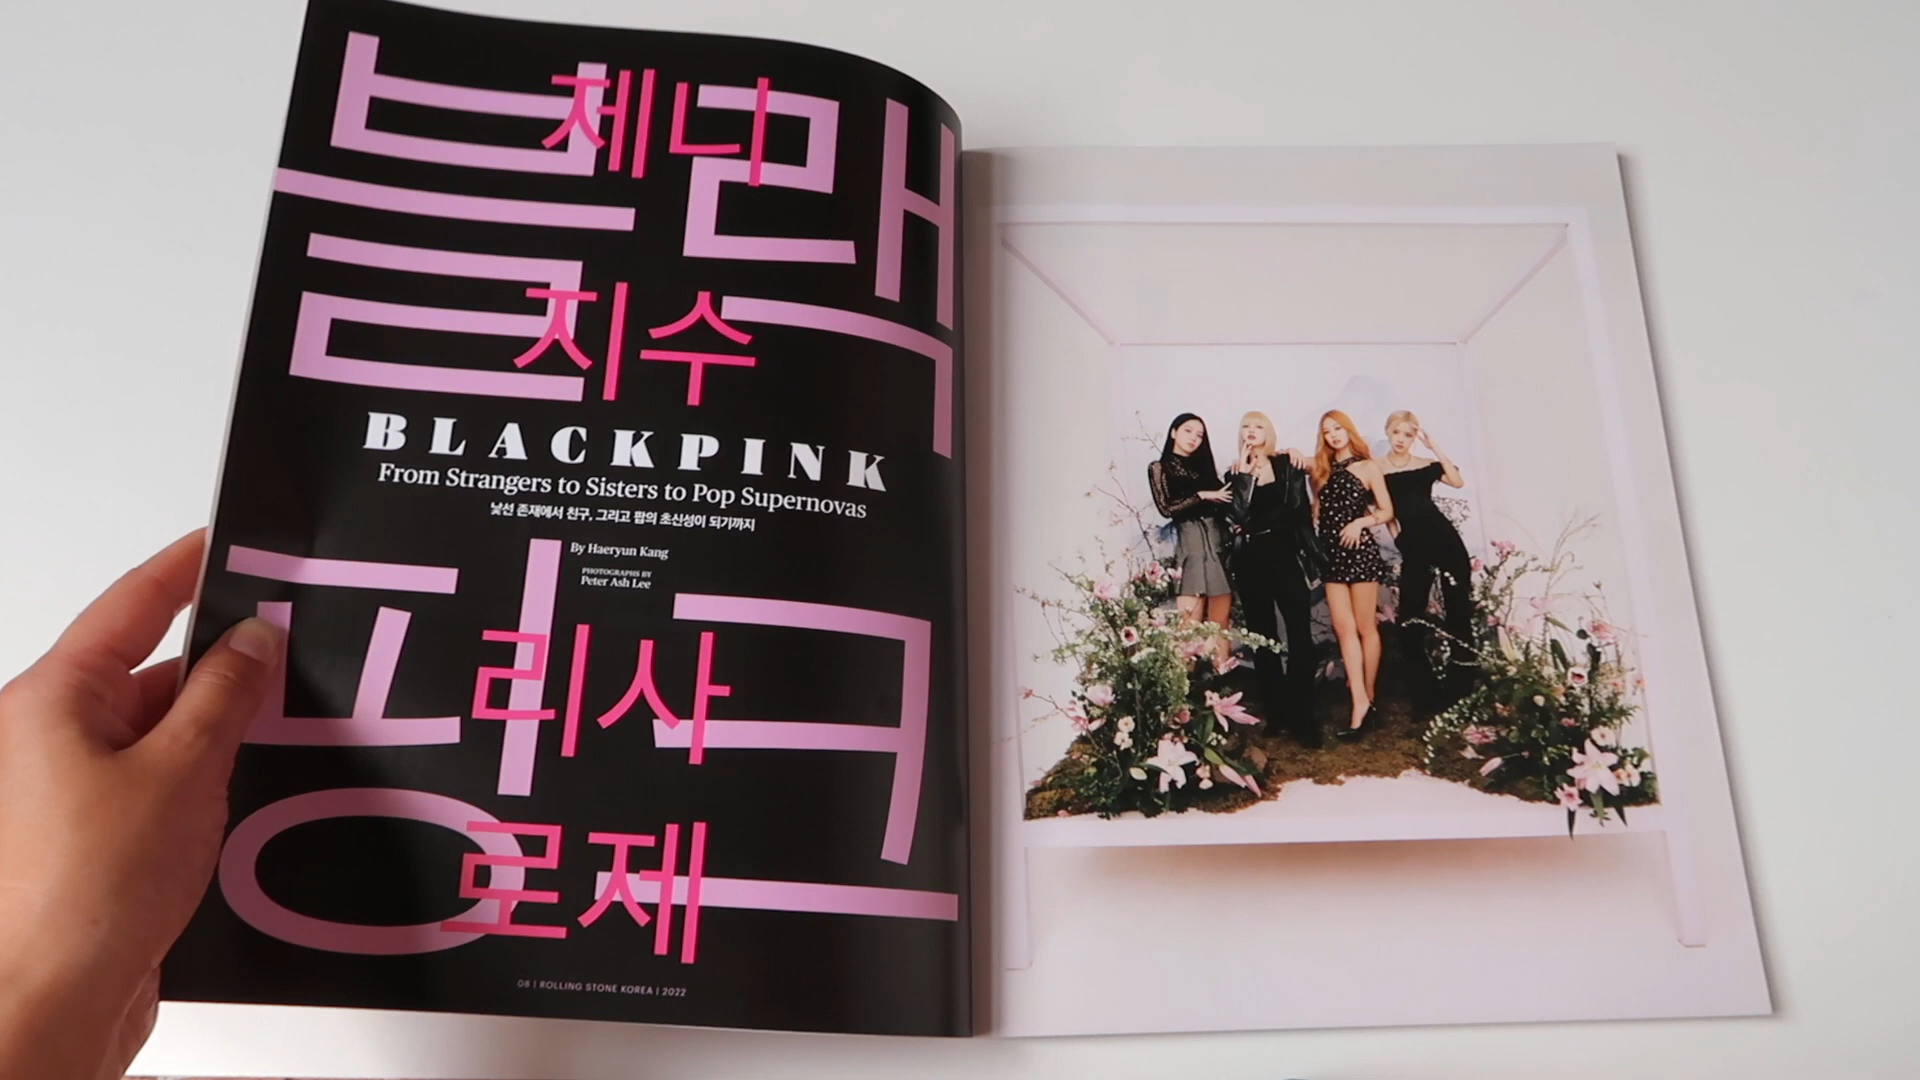 블랙
제니
지수
BLACKPINK
From Strangers to Sisters to Pop Supernovas
낯선 존재에서 친구, 그리고 팝의 초신성이 되기까지
By Haeryun Kang
PHOTOGRAPHS BY
Peter Ash Lee
핑크
리사
로제
08 | ROLLING STONE KOREA | 2022